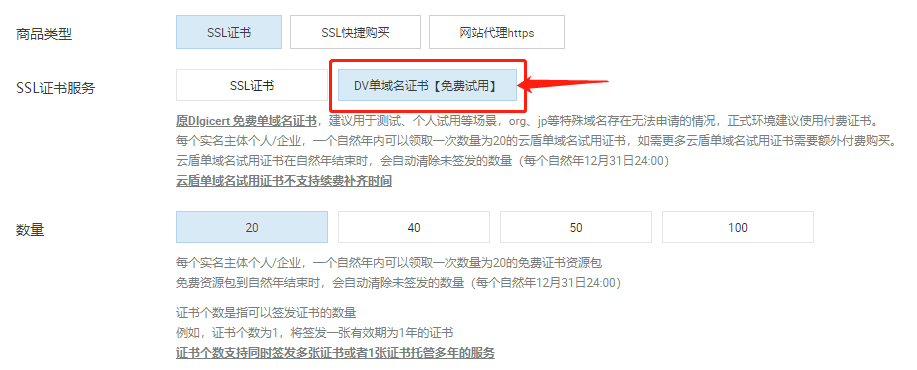 商品类型
SSL证书
SSL快捷购买
网站代理https
SSL证书服务
SSL证书
DV单域名证书【免费试用】
原DIgicert 免费单域名证书，建议用于测试、个人试用等场景，org、jp等特殊域名存在无法申请的情况，正式环境建议使用付费证书。
每个实名主体个人/企业，一个自然年内可以领取一次数量为20的云盾单域名试用证书，如需更多云盾单域名试用证书需要额外付费购买。
云盾单域名试用证书在自然年结束时，会自动清除未签发的数量（每个自然年12月31日24:00）
云盾单域名试用证书不支持续费补齐时间
数量
20
40
50
100
每个实名主体个人/企业，一个自然年内可以领取一次数量为20的免费证书资源包
免费资源包到自然年结束时，会自动清除未签发的数量（每个自然年12月31日24:00）
证书个数是指可以签发证书的数量
例如，证书个数为1，将签发一张有效期为1年的证书
证书个数支持同时签发多张证书或者1张证书托管多年的服务